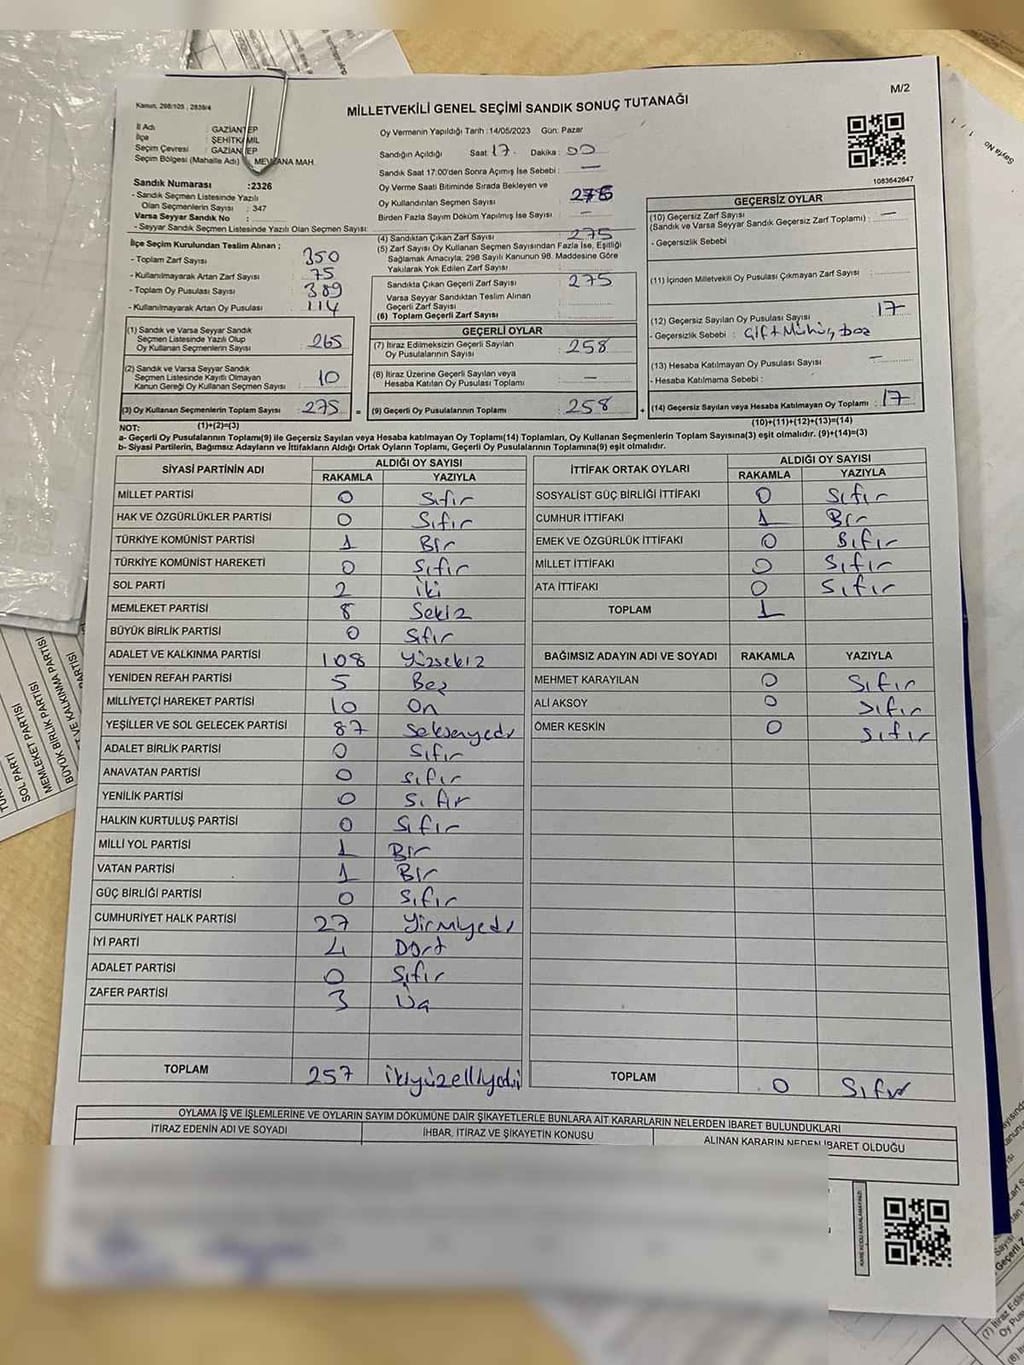 M/2
Kanun, 298/105 , 2839/4
MİLLETVEKİLİ GENEL SEÇİMİ SANDIK SONUÇ TUTANAĞI
İl Adı : GAZİANTEP
İlçe : ŞEHİTKAMİL
Seçim Çevresi : GAZİANTEP
Seçim Bölgesi (Mahalle Adı) : MEVLANA MAH.
Sandık Numarası :2326
- Sandık Seçmen Listesinde Yazılı
Olan Seçmenlerin Sayısı : 347
Varsa Seyyar Sandık No :
- Seyyar Sandık Seçmen Listesinde Yazılı Olan Seçmen Sayısı :
İlçe Seçim Kurulundan Teslim Alınan ;
- Toplam Zarf Sayısı : 350
- Kullanılmayarak Artan Zarf Sayısı : 75
- Toplam Oy Pusulası Sayısı : 389
- Kullanılmayarak Artan Oy Pusulası : 114
(1) Sandık ve Varsa Seyyar Sandık
Seçmen Listesinde Yazılı Olup
Oy Kullanan Seçmenlerin Sayısı : 265
(2) Sandık ve Varsa Seyyar Sandık
Seçmen Listesinde Kayıtlı Olmayan
Kanun Gereği Oy Kullanan Seçmen Sayısı : 10
(3) Oy Kullanan Seçmenlerin Toplam Sayısı : 275
(1)+(2)=(3)
Oy Vermenin Yapıldığı Tarih :14/05/2023 Gün: Pazar
Sandığın Açıldığı Saat 17. Dakika : 00
Sandık Saat 17:00'den Sonra Açımış İse Sebebi : —
Oy Verme Saati Bitiminde Sırada Bekleyen ve
Oy Kullandırılan Seçmen Sayısı :
Birden Fazla Sayım Döküm Yapılmış İse Sayısı : —
(4) Sandıktan Çıkan Zarf Sayısı : 275
(5) Zarf Sayısı Oy Kullanan Seçmen Sayısından Fazla İse, Eşitliği
Sağlamak Amacıyla, 298 Sayılı Kanunun 98. Maddesine Göre
Yakılarak Yok Edilen Zarf Sayısı :
Sandıkta Çıkan Geçerli Zarf Sayısı : 275
Varsa Seyyar Sandıktan Teslim Alınan
Geçerli Zarf Sayısı :
(6) Toplam Geçerli Zarf Sayısı :
GEÇERLİ OYLAR
(7) İtiraz Edilmeksizin Geçerli Sayılan
Oy Pusulalarının Sayısı : 258
(8) İtiraz Üzerine Geçerli Sayılan veya
Hesaba Katılan Oy Pusulası Toplamı : —
= (9) Geçerli Oy Pusulalarının Toplamı : 258
1083642647
GEÇERSİZ OYLAR
(10) Geçersiz Zarf Sayısı : —
(Sandık ve Varsa Seyyar Sandık Geçersiz Zarf Toplamı)
- Geçersizlik Sebebi
(11) İçinden Milletvekili Oy Pusulası Çıkmayan Zarf Sayısı :
(12) Geçersiz Sayılan Oy Pusulası Sayısı : 17
- Geçersizlik Sebebi : Çift Mühür,
(13) Hesaba Katılmayan Oy Pusulası Sayısı : —
- Hesaba Katılmama Sebebi :
+ (14) Geçersiz Sayılan veya Hesaba Katılmayan Oy Toplamı : 17
(10)+(11)+(12)+(13)=(14)
NOT:
a- Geçerli Oy Pusulalarının Toplamı(9) ile Geçersiz Sayılan veya Hesaba katılmayan Oy Toplamı(14) Toplamları, Oy Kullanan Seçmenlerin Toplam Sayısına(3) eşit olmalıdır. (9)+(14)=(3)
b- Siyasi Partilerin, Bağımsız Adayların ve İttifakların Aldığı Ortak Oyların Toplamı, Geçerli Oy Pusulalarının Toplamına(9) eşit olmalıdır.
SİYASİ PARTİNİN ADI ALDIĞI OY SAYISI
RAKAMLA YAZIYLA
MİLLET PARTİSİ 0 Sıfır
HAK VE ÖZGÜRLÜKLER PARTİSİ 0 Sıfır
TÜRKİYE KOMÜNİST PARTİSİ 1 Bir
TÜRKİYE KOMÜNİST HAREKETİ 0 Sıfır
SOL PARTİ 2 İki
MEMLEKET PARTİSİ 8 Sekiz
BÜYÜK BİRLİK PARTİSİ 0 Sıfır
ADALET VE KALKINMA PARTİSİ 108 Yüzsekiz
YENİDEN REFAH PARTİSİ 5 Beş
MİLLİYETÇİ HAREKET PARTİSİ 10 On
YEŞİLLER VE SOL GELECEK PARTİSİ 87 Seksenyedi
ADALET BİRLİK PARTİSİ 0 Sıfır
ANAVATAN PARTİSİ 0 Sıfır
YENİLİK PARTİSİ 0 Sıfır
HALKIN KURTULUŞ PARTİSİ 0 Sıfır
MİLLİ YOL PARTİSİ 1 Bir
VATAN PARTİSİ 1 Bir
GÜÇ BİRLİĞİ PARTİSİ 0 Sıfır
CUMHURİYET HALK PARTİSİ 27 Yirmiyedi
İYİ PARTİ 4 Dört
ADALET PARTİSİ 0 Sıfır
ZAFER PARTİSİ 3 Üç
TOPLAM 257 ikiyüzelliyedi
İTTİFAK ORTAK OYLARI ALDIĞI OY SAYISI
RAKAMLA YAZIYLA
SOSYALİST GÜÇ BİRLİĞİ İTTİFAKI 0 Sıfır
CUMHUR İTTİFAKI 1 Bir
EMEK VE ÖZGÜRLÜK İTTİFAKI 0 Sıfır
MİLLET İTTİFAKI 0 Sıfır
ATA İTTİFAKI 0 Sıfır
TOPLAM 1
BAĞIMSIZ ADAYIN ADI VE SOYADI RAKAMLA YAZIYLA
MEHMET KARAYILAN 0 Sıfır
ALİ AKSOY 0 Sıfır
ÖMER KESKİN 0 Sıfır
TOPLAM 0 Sıfır
OYLAMA İŞ VE İŞLEMLERİNE VE OYLARIN SAYIM DÖKÜMÜNE DAİR ŞİKAYETLERLE BUNLARA AİT KARARLARIN NELERDEN İBARET BULUNDUKLARI
İTİRAZ EDENİN ADI VE SOYADI
İHBAR, İTİRAZ VE ŞİKAYETİN KONUSU
ALINAN KARARIN NEDEN İBARET OLDUĞU
Sayfa No
SOL PARTİ
MEMLEKET PARTİSİ
BÜYÜK BİRLİK PARTİSİ
VE KALKINMA PARTİSİ
PARTİSİ